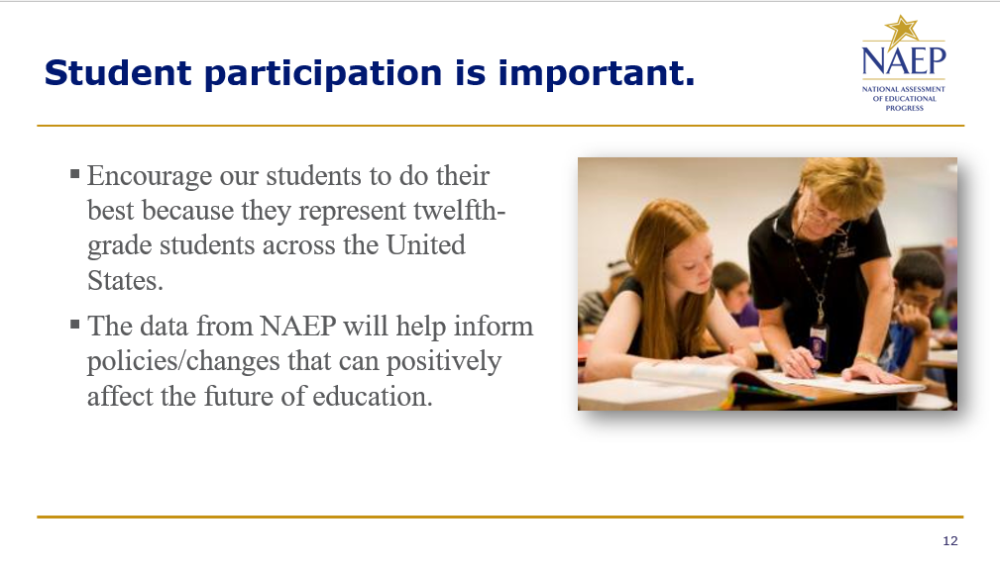 Student participation is important.
NAEP
NATIONAL ASSESSMENT
OF EDUCATIONAL
PROGRESS
▪ Encourage our students to do their
best because they represent twelfth-
grade students across the United
States.
▪ The data from NAEP will help inform
policies/changes that can positively
affect the future of education.
12